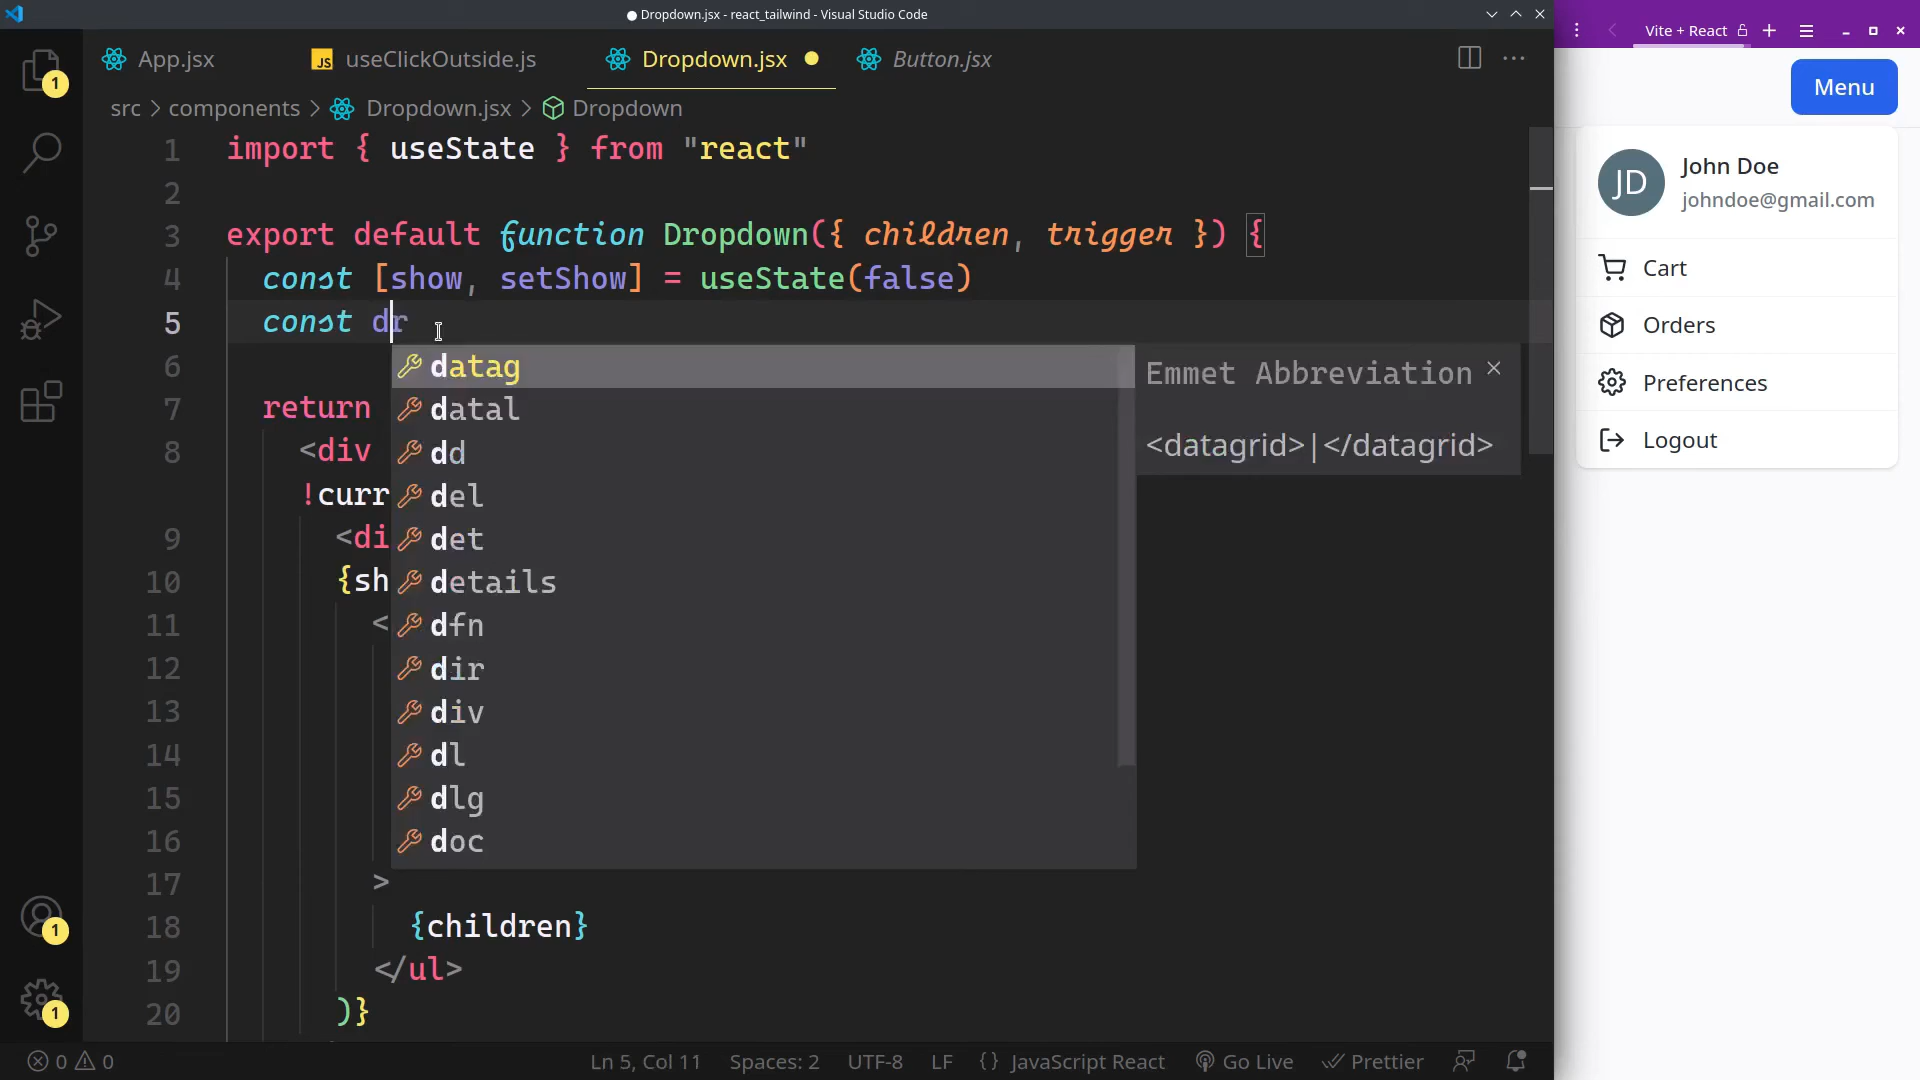 Dropdown.jsx - react_tailwind - Visual Studio Code
App.jsx
JS useClickOutside.js
Dropdown.jsx
Button.jsx
src > components > Dropdown.jsx > Dropdown
1 import { useState } from "react"
2
3 export default function Dropdown({ children, trigger }) {
4 const [show, setShow] = useState(false)
5 const dr
6
7 return
8 <div
!curr
9 <di
10 {sh
11 <
12
13
14
15
16
17 >
18 {children}
19 </ul>
20 )}
datag
datal
dd
del
det
details
dfn
dir
div
dl
dlg
doc
Emmet Abbreviation
<datagrid>|</datagrid>
1
1
1
0 0
Ln 5, Col 11
Spaces: 2
UTF-8
LF
{} JavaScript React
Go Live
Prettier
Vite + React
Menu
JD
John Doe
johndoe@gmail.com
Cart
Orders
Preferences
Logout